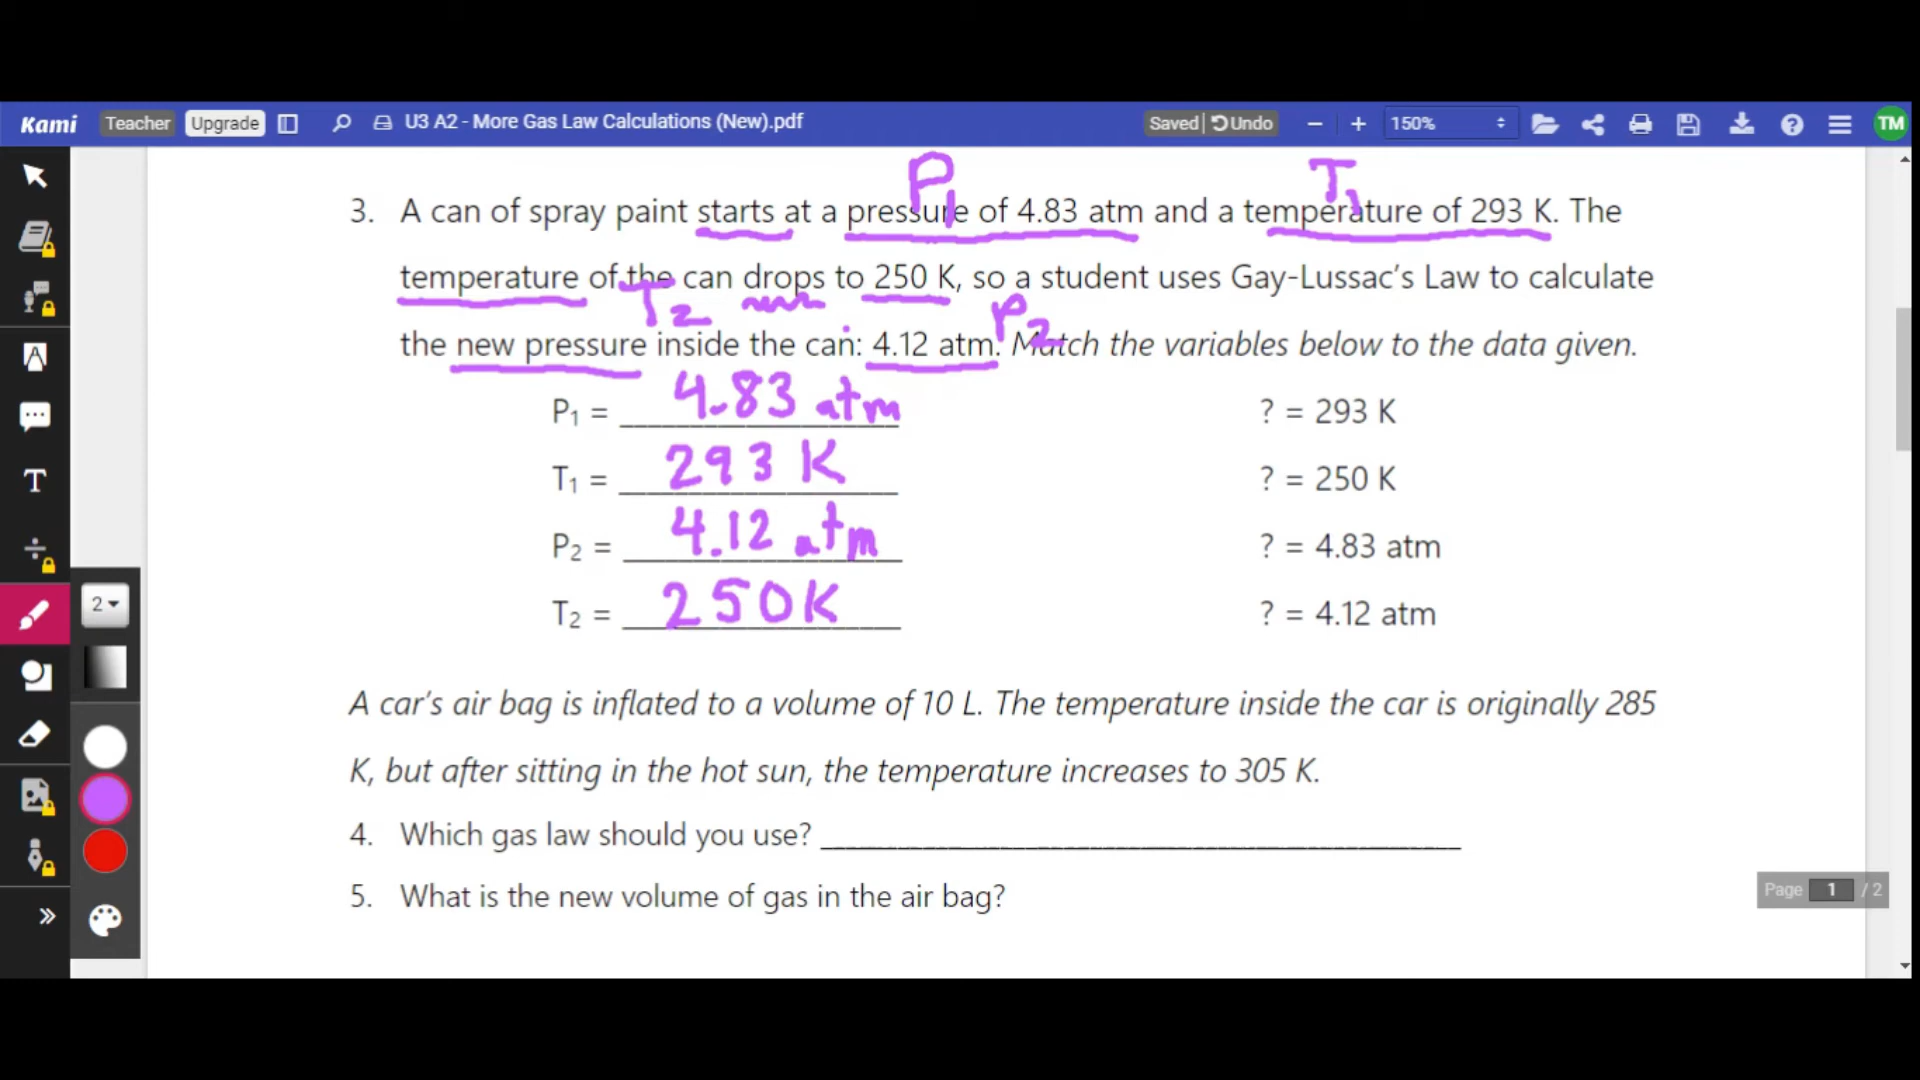 Kami Teacher Upgrade U3 A2 - More Gas Law Calculations (New).pdf Saved Undo 150% TM
P1 T1
3. A can of spray paint starts at a pressure of 4.83 atm and a temperature of 293 K. The
temperature of the can drops to 250 K, so a student uses Gay-Lussac's Law to calculate
T2 P2
the new pressure inside the can: 4.12 atm. Match the variables below to the data given.
P1 = 4.83 atm ? = 293 K
T1 = 293 K ? = 250 K
P2 = 4.12 atm ? = 4.83 atm
T2 = 250 K ? = 4.12 atm
2
A car's air bag is inflated to a volume of 10 L. The temperature inside the car is originally 285
K, but after sitting in the hot sun, the temperature increases to 305 K.
4. Which gas law should you use? ____________________
5. What is the new volume of gas in the air bag?
Page 1 / 2